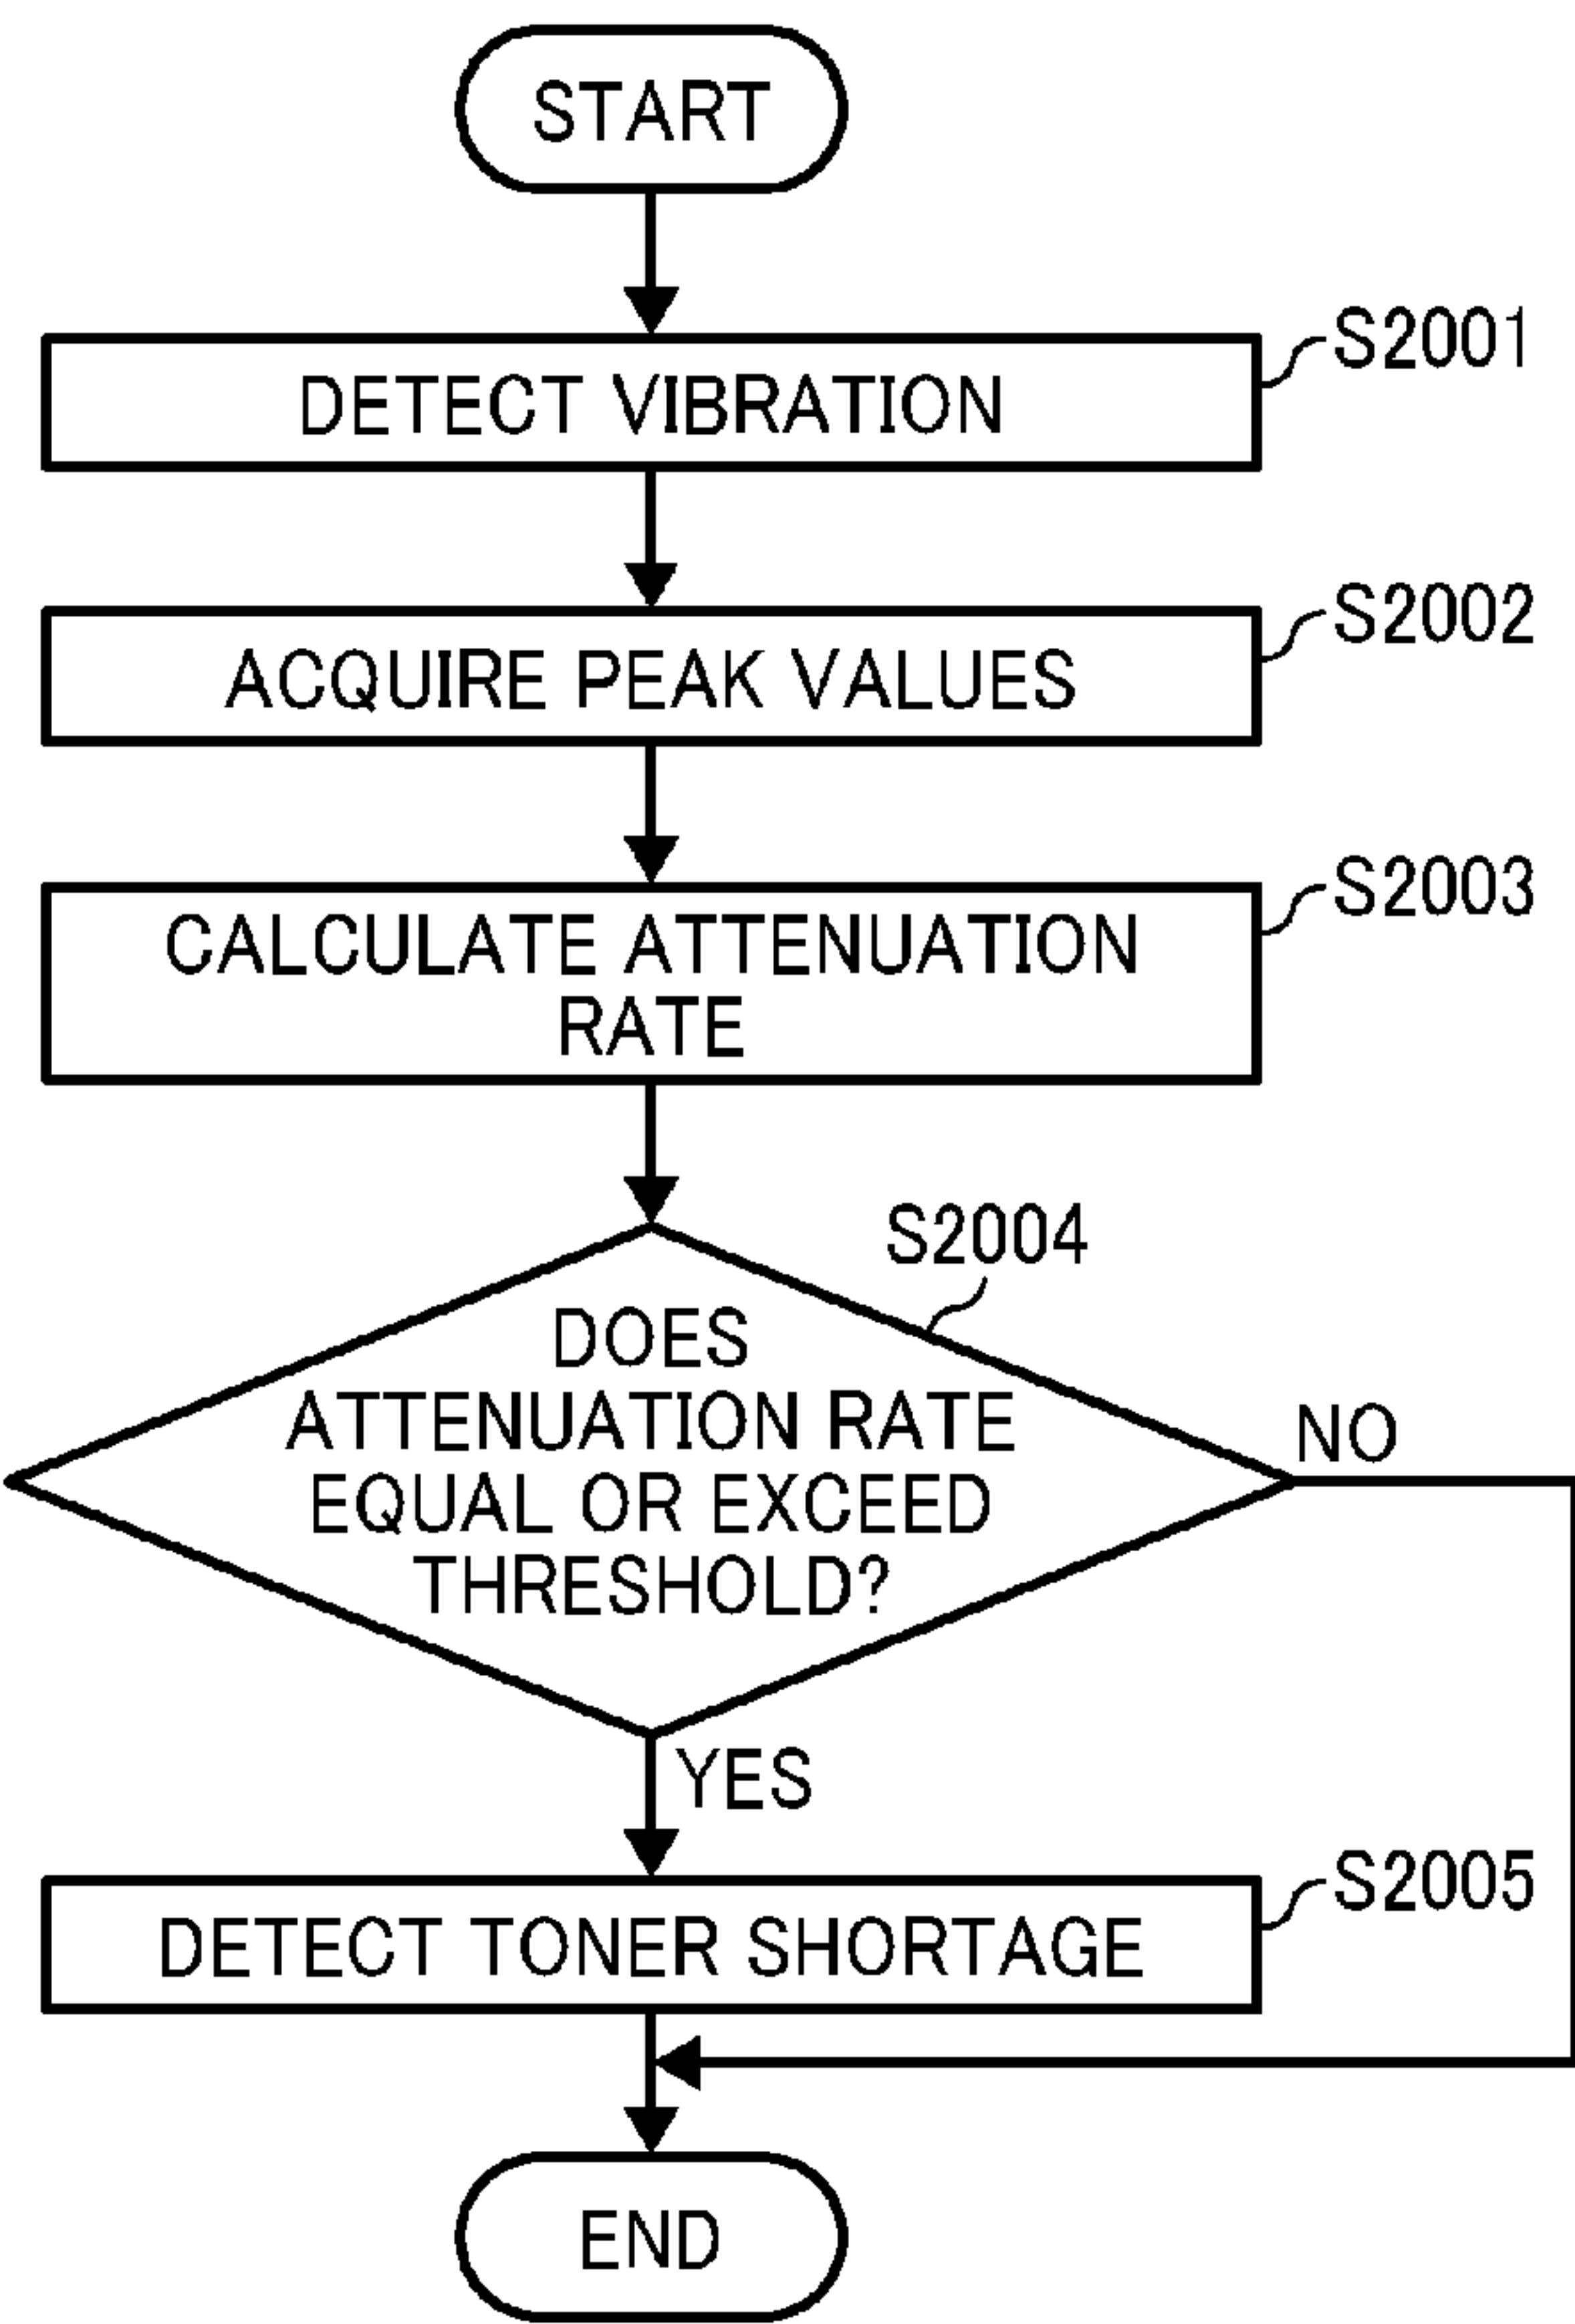 START
S2001
DETECT VIBRATION
S2002
ACQUIRE PEAK VALUES
S2003
CALCULATE ATTENUATION
RATE
S2004
DOES
ATTENUATION RATE
EQUAL OR EXCEED
THRESHOLD?
NO
YES
S2005
DETECT TONER SHORTAGE
END